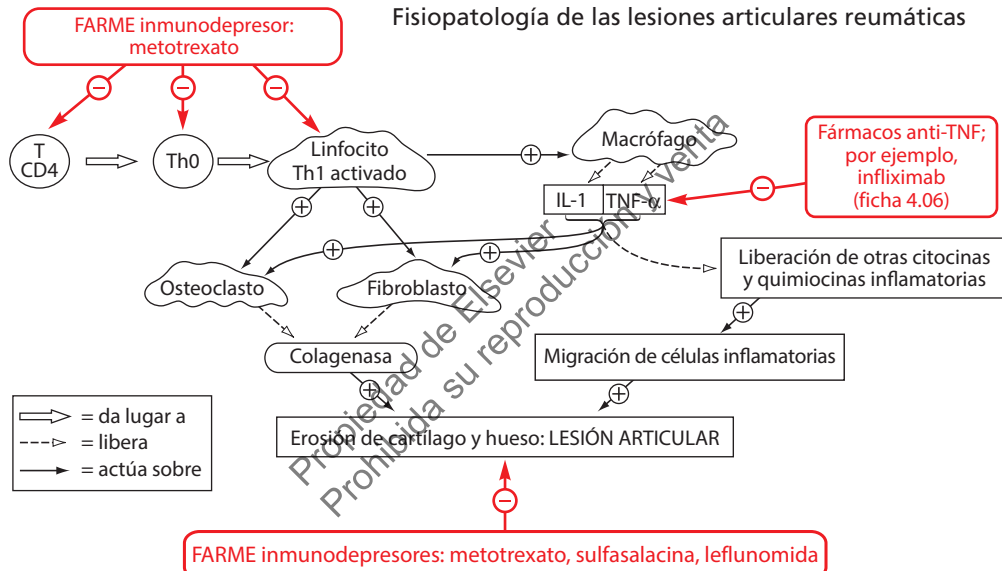 Fisiopatología de las lesiones articulares reumáticas
FARME inmunodepresor:
metotrexato
T
CD4
Th0
Linfocito
Th1 activado
Macrófago
IL-1
TNF-α
Fármacos anti-TNF;
por ejemplo,
infliximab
(ficha 4.06)
Osteoclasto
Fibroblasto
Liberación de otras citocinas
y quimiocinas inflamatorias
Colagenasa
Migración de células inflamatorias
= da lugar a
= libera
= actúa sobre
Erosión de cartílago y hueso: LESIÓN ARTICULAR
FARME inmunodepresores: metotrexato, sulfasalacina, leflunomida
Propiedad de Elsevier
Prohibida su reproducción y venta